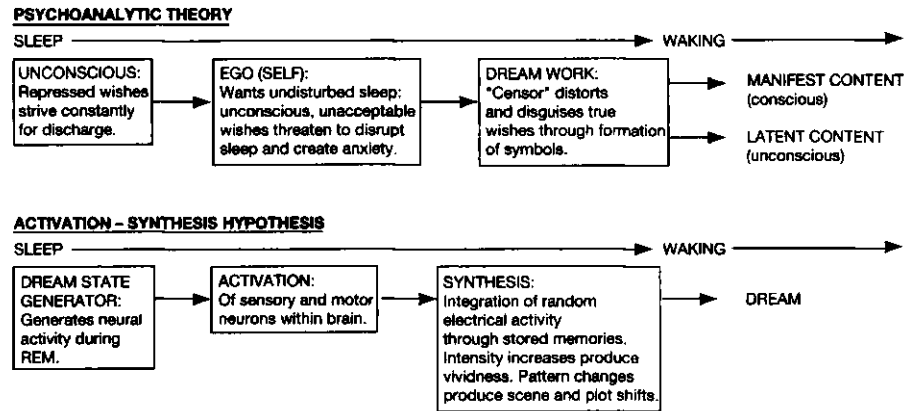 PSYCHOANALYTIC THEORY
SLEEP
WAKING
UNCONSCIOUS:
Repressed wishes
strive constantly
for discharge.
EGO (SELF):
Wants undisturbed sleep:
unconscious, unacceptable
wishes threaten to disrupt
sleep and create anxiety.
DREAM WORK:
"Censor" distorts
and disguises true
wishes through formation
of symbols.
MANIFEST CONTENT
(conscious)
LATENT CONTENT
(unconscious)
ACTIVATION – SYNTHESIS HYPOTHESIS
SLEEP
WAKING
DREAM STATE
GENERATOR:
Generates neural
activity during
REM.
ACTIVATION:
Of sensory and motor
neurons within brain.
SYNTHESIS:
Integration of random
electrical activity
through stored memories.
Intensity increases produce
vividness. Pattern changes
produce scene and plot shifts.
DREAM